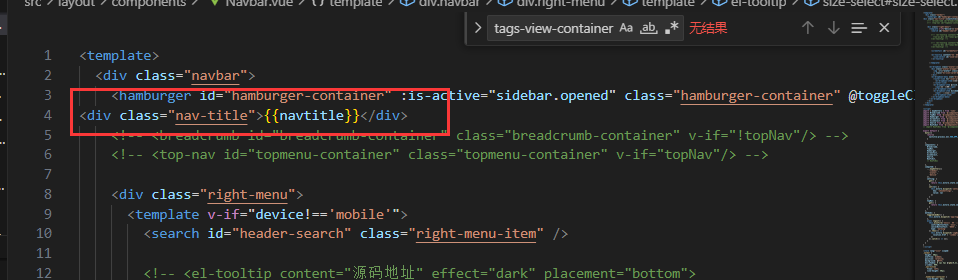 src > layout > components > Navbar.vue > template > div.navbar > div.right-menu > template > el-tooltip > size-select#size-select.
tags-view-container Aa ab .* 无结果
1 <template>
2 <div class="navbar">
3 <hamburger id="hamburger-container" :is-active="sidebar.opened" class="hamburger-container" @toggleCl
4 <div class="nav-title">{{navtitle}}</div>
5 <!-- <breadcrumb id="breadcrumb-container" class="breadcrumb-container" v-if="!topNav"/> -->
6 <!-- <top-nav id="topmenu-container" class="topmenu-container" v-if="topNav"/> -->
7
8 <div class="right-menu">
9 <template v-if="device!=='mobile'">
10 <search id="header-search" class="right-menu-item" />
11
12 <!-- <el-tooltip content="源码地址" effect="dark" placement="bottom">